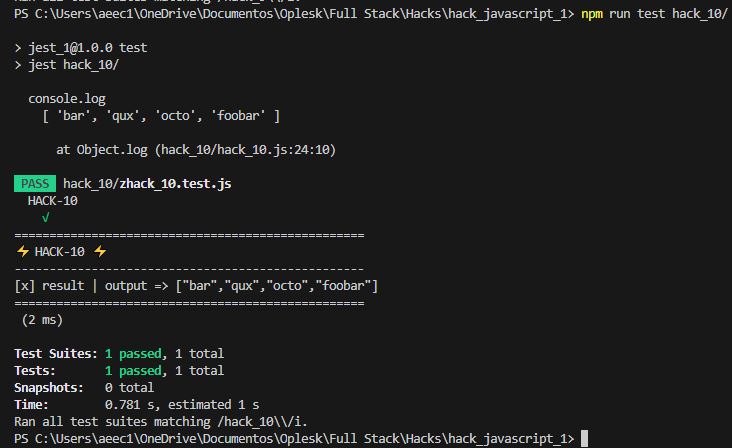 PS C:\Users\aeec1\OneDrive\Documentos\Oplesk\Full Stack\Hacks\hack_javascript_1> npm run test hack_10/
> jest_1@1.0.0 test
> jest hack_10/
console.log
[ 'bar', 'qux', 'octo', 'foobar' ]
at Object.log (hack_10/hack_10.js:24:10)
PASS hack_10/zhack_10.test.js
HACK-10
√
==================================================
⚡ HACK-10 ⚡
--------------------------------------------------
[x] result | output => ["bar","qux","octo","foobar"]
==================================================
(2 ms)
Test Suites: 1 passed, 1 total
Tests: 1 passed, 1 total
Snapshots: 0 total
Time: 0.781 s, estimated 1 s
Ran all test suites matching /hack_10\\/i.
PS C:\Users\aeec1\OneDrive\Documentos\Oplesk\Full Stack\Hacks\hack_javascript_1>